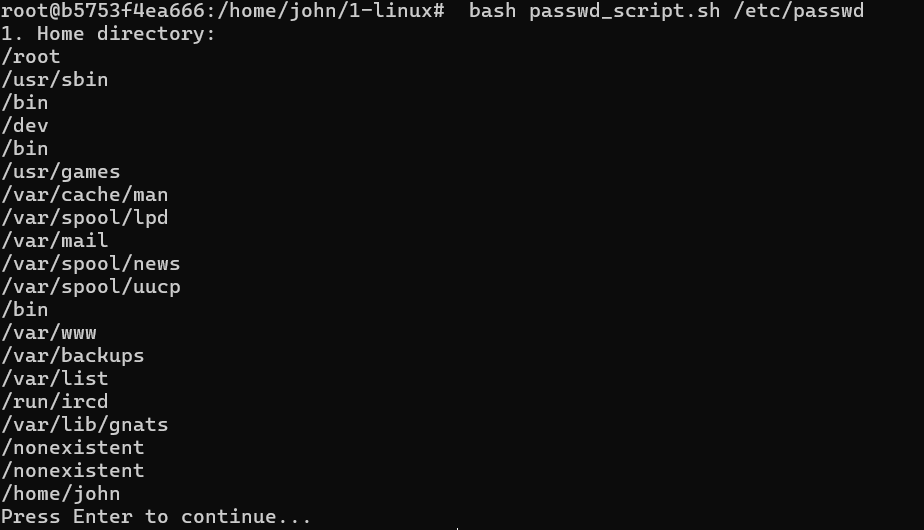 root@b5753f4ea666:/home/john/1-linux#  bash passwd_script.sh /etc/passwd
1. Home directory:
/root
/usr/sbin
/bin
/dev
/bin
/usr/games
/var/cache/man
/var/spool/lpd
/var/mail
/var/spool/news
/var/spool/uucp
/bin
/var/www
/var/backups
/var/list
/run/ircd
/var/lib/gnats
/nonexistent
/nonexistent
/home/john
Press Enter to continue...